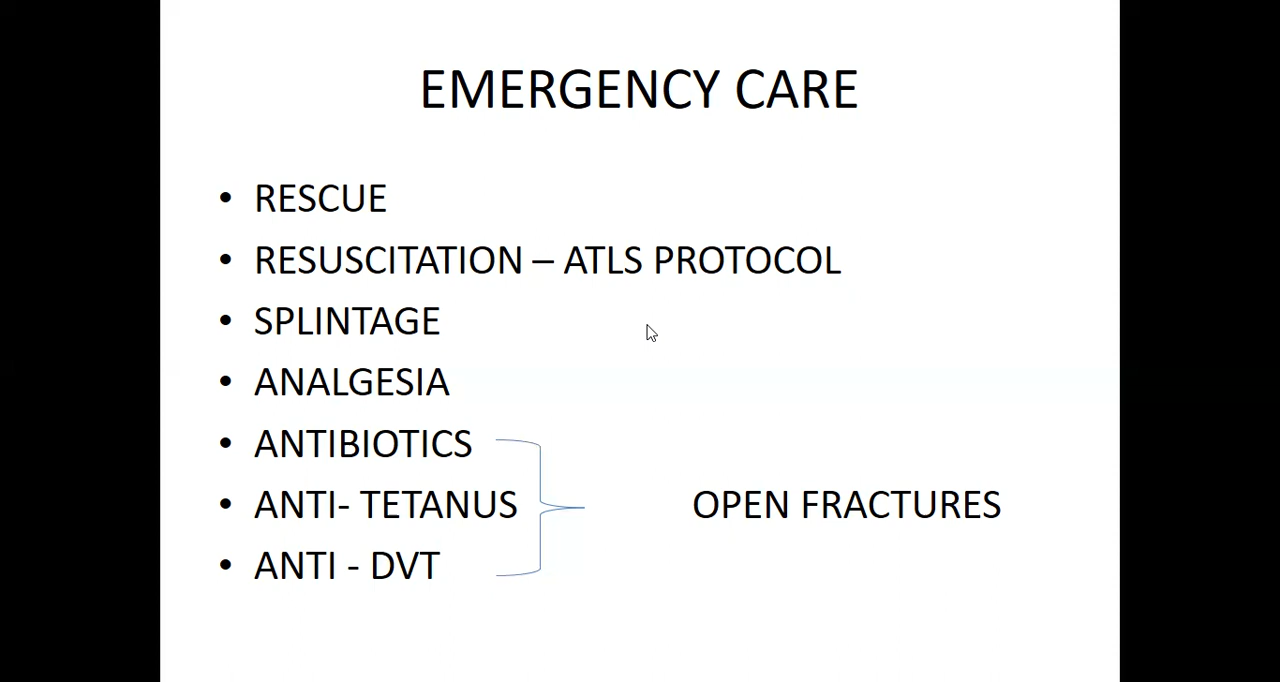 EMERGENCY CARE
• RESCUE
• RESUSCITATION – ATLS PROTOCOL
• SPLINTAGE
• ANALGESIA
• ANTIBIOTICS
• ANTI- TETANUS OPEN FRACTURES
• ANTI - DVT